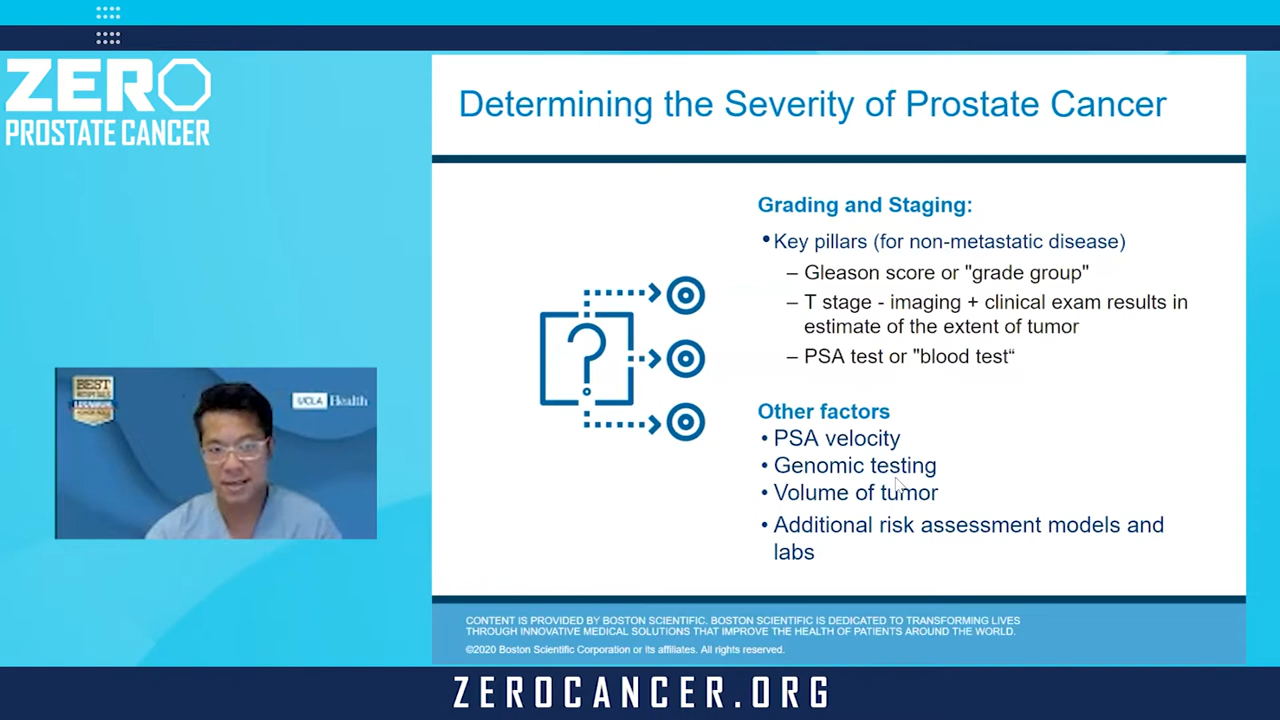 ZERO
PROSTATE CANCER
Determining the Severity of Prostate Cancer
Grading and Staging:
•Key pillars (for non-metastatic disease)
– Gleason score or "grade group"
– T stage - imaging + clinical exam results in
estimate of the extent of tumor
– PSA test or "blood test“
Other factors
• PSA velocity
• Genomic testing
• Volume of tumor
• Additional risk assessment models and
labs
?
BEST
HOSPITALS
UCLA Health
CONTENT IS PROVIDED BY BOSTON SCIENTIFIC. BOSTON SCIENTIFIC IS DEDICATED TO TRANSFORMING LIVES
THROUGH INNOVATIVE MEDICAL SOLUTIONS THAT IMPROVE THE HEALTH OF PATIENTS AROUND THE WORLD.
©2020 Boston Scientific Corporation or its affiliates. All rights reserved.
ZEROCANCER.ORG